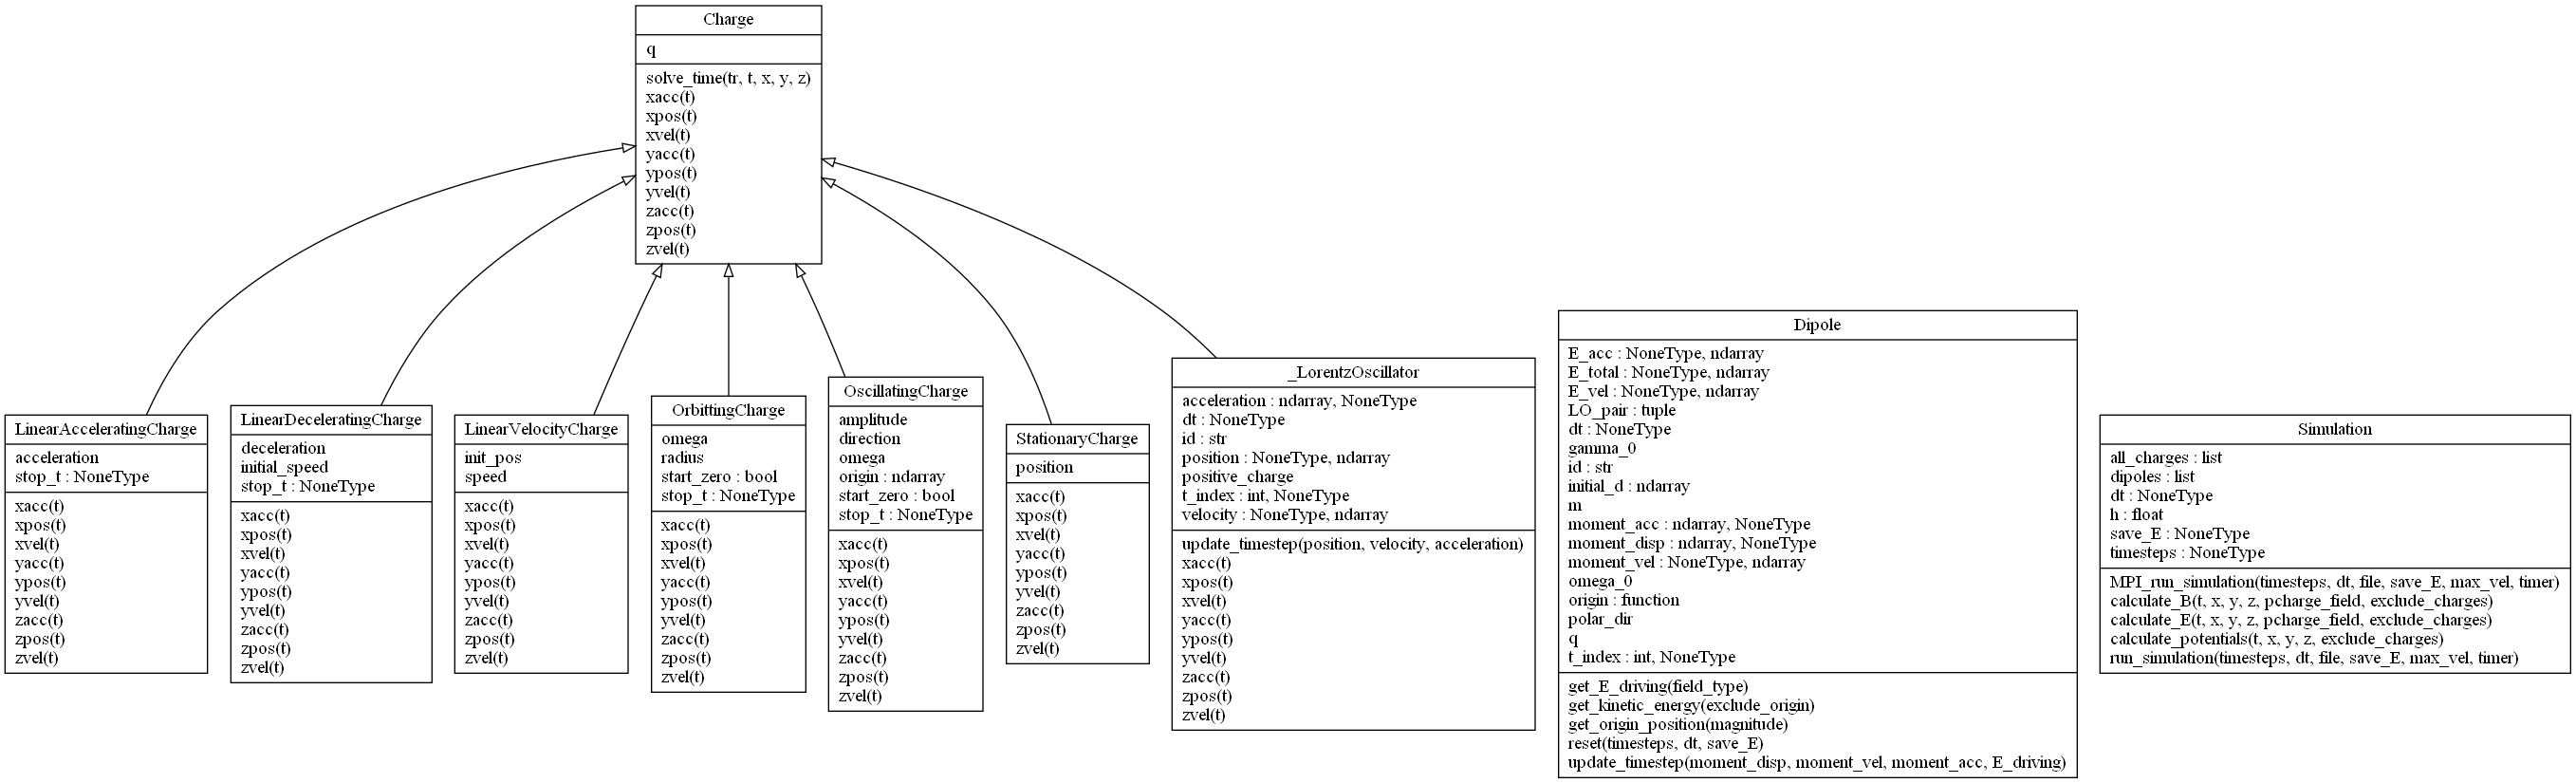 Charge
q
solve_time(tr, t, x, y, z)
xacc(t)
xpos(t)
xvel(t)
yacc(t)
ypos(t)
yvel(t)
zacc(t)
zpos(t)
zvel(t)
LinearAcceleratingCharge
acceleration
stop_t : NoneType
xacc(t)
xpos(t)
xvel(t)
yacc(t)
ypos(t)
yvel(t)
zacc(t)
zpos(t)
zvel(t)
LinearDeceleratingCharge
deceleration
initial_speed
stop_t : NoneType
xacc(t)
xpos(t)
xvel(t)
yacc(t)
ypos(t)
yvel(t)
zacc(t)
zpos(t)
zvel(t)
LinearVelocityCharge
init_pos
speed
xacc(t)
xpos(t)
xvel(t)
yacc(t)
ypos(t)
yvel(t)
zacc(t)
zpos(t)
zvel(t)
OrbittingCharge
omega
radius
start_zero : bool
stop_t : NoneType
xacc(t)
xpos(t)
xvel(t)
yacc(t)
ypos(t)
yvel(t)
zacc(t)
zpos(t)
zvel(t)
OscillatingCharge
amplitude
direction
omega
origin : ndarray
start_zero : bool
stop_t : NoneType
xacc(t)
xpos(t)
xvel(t)
yacc(t)
ypos(t)
yvel(t)
zacc(t)
zpos(t)
zvel(t)
StationaryCharge
position
xacc(t)
xpos(t)
xvel(t)
yacc(t)
ypos(t)
yvel(t)
zacc(t)
zpos(t)
zvel(t)
_LorentzOscillator
acceleration : ndarray, NoneType
dt : NoneType
id : str
position : NoneType, ndarray
positive_charge
t_index : int, NoneType
velocity : NoneType, ndarray
update_timestep(position, velocity, acceleration)
xacc(t)
xpos(t)
xvel(t)
yacc(t)
ypos(t)
yvel(t)
zacc(t)
zpos(t)
zvel(t)
Dipole
E_acc : NoneType, ndarray
E_total : NoneType, ndarray
E_vel : NoneType, ndarray
LO_pair : tuple
dt : NoneType
gamma_0
id : str
initial_d : ndarray
m
moment_acc : ndarray, NoneType
moment_disp : ndarray, NoneType
moment_vel : NoneType, ndarray
omega_0
origin : function
polar_dir
q
t_index : int, NoneType
get_E_driving(field_type)
get_kinetic_energy(exclude_origin)
get_origin_position(magnitude)
reset(timesteps, dt, save_E)
update_timestep(moment_disp, moment_vel, moment_acc, E_driving)
Simulation
all_charges : list
dipoles : list
dt : NoneType
h : float
save_E : NoneType
timesteps : NoneType
MPI_run_simulation(timesteps, dt, file, save_E, max_vel, timer)
calculate_B(t, x, y, z, pcharge_field, exclude_charges)
calculate_E(t, x, y, z, pcharge_field, exclude_charges)
calculate_potentials(t, x, y, z, exclude_charges)
run_simulation(timesteps, dt, file, save_E, max_vel, timer)